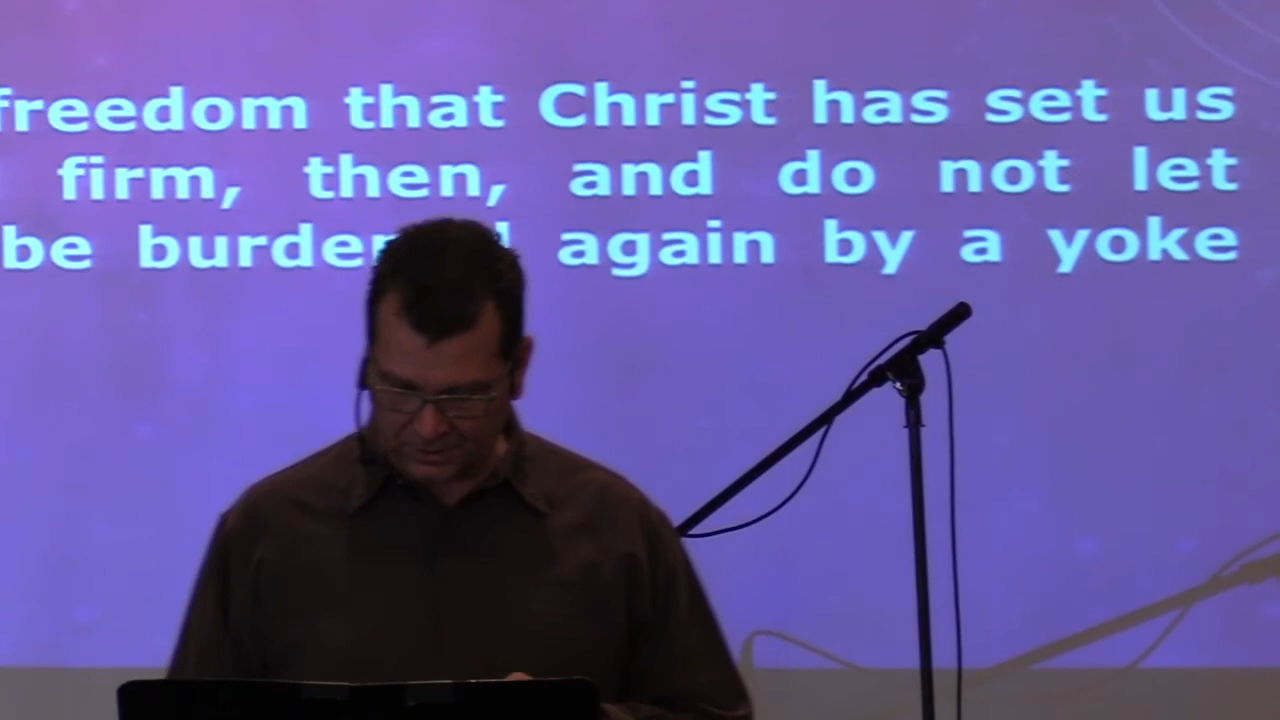 freedom that Christ has set us
firm, then, and do not let
be again by a yoke